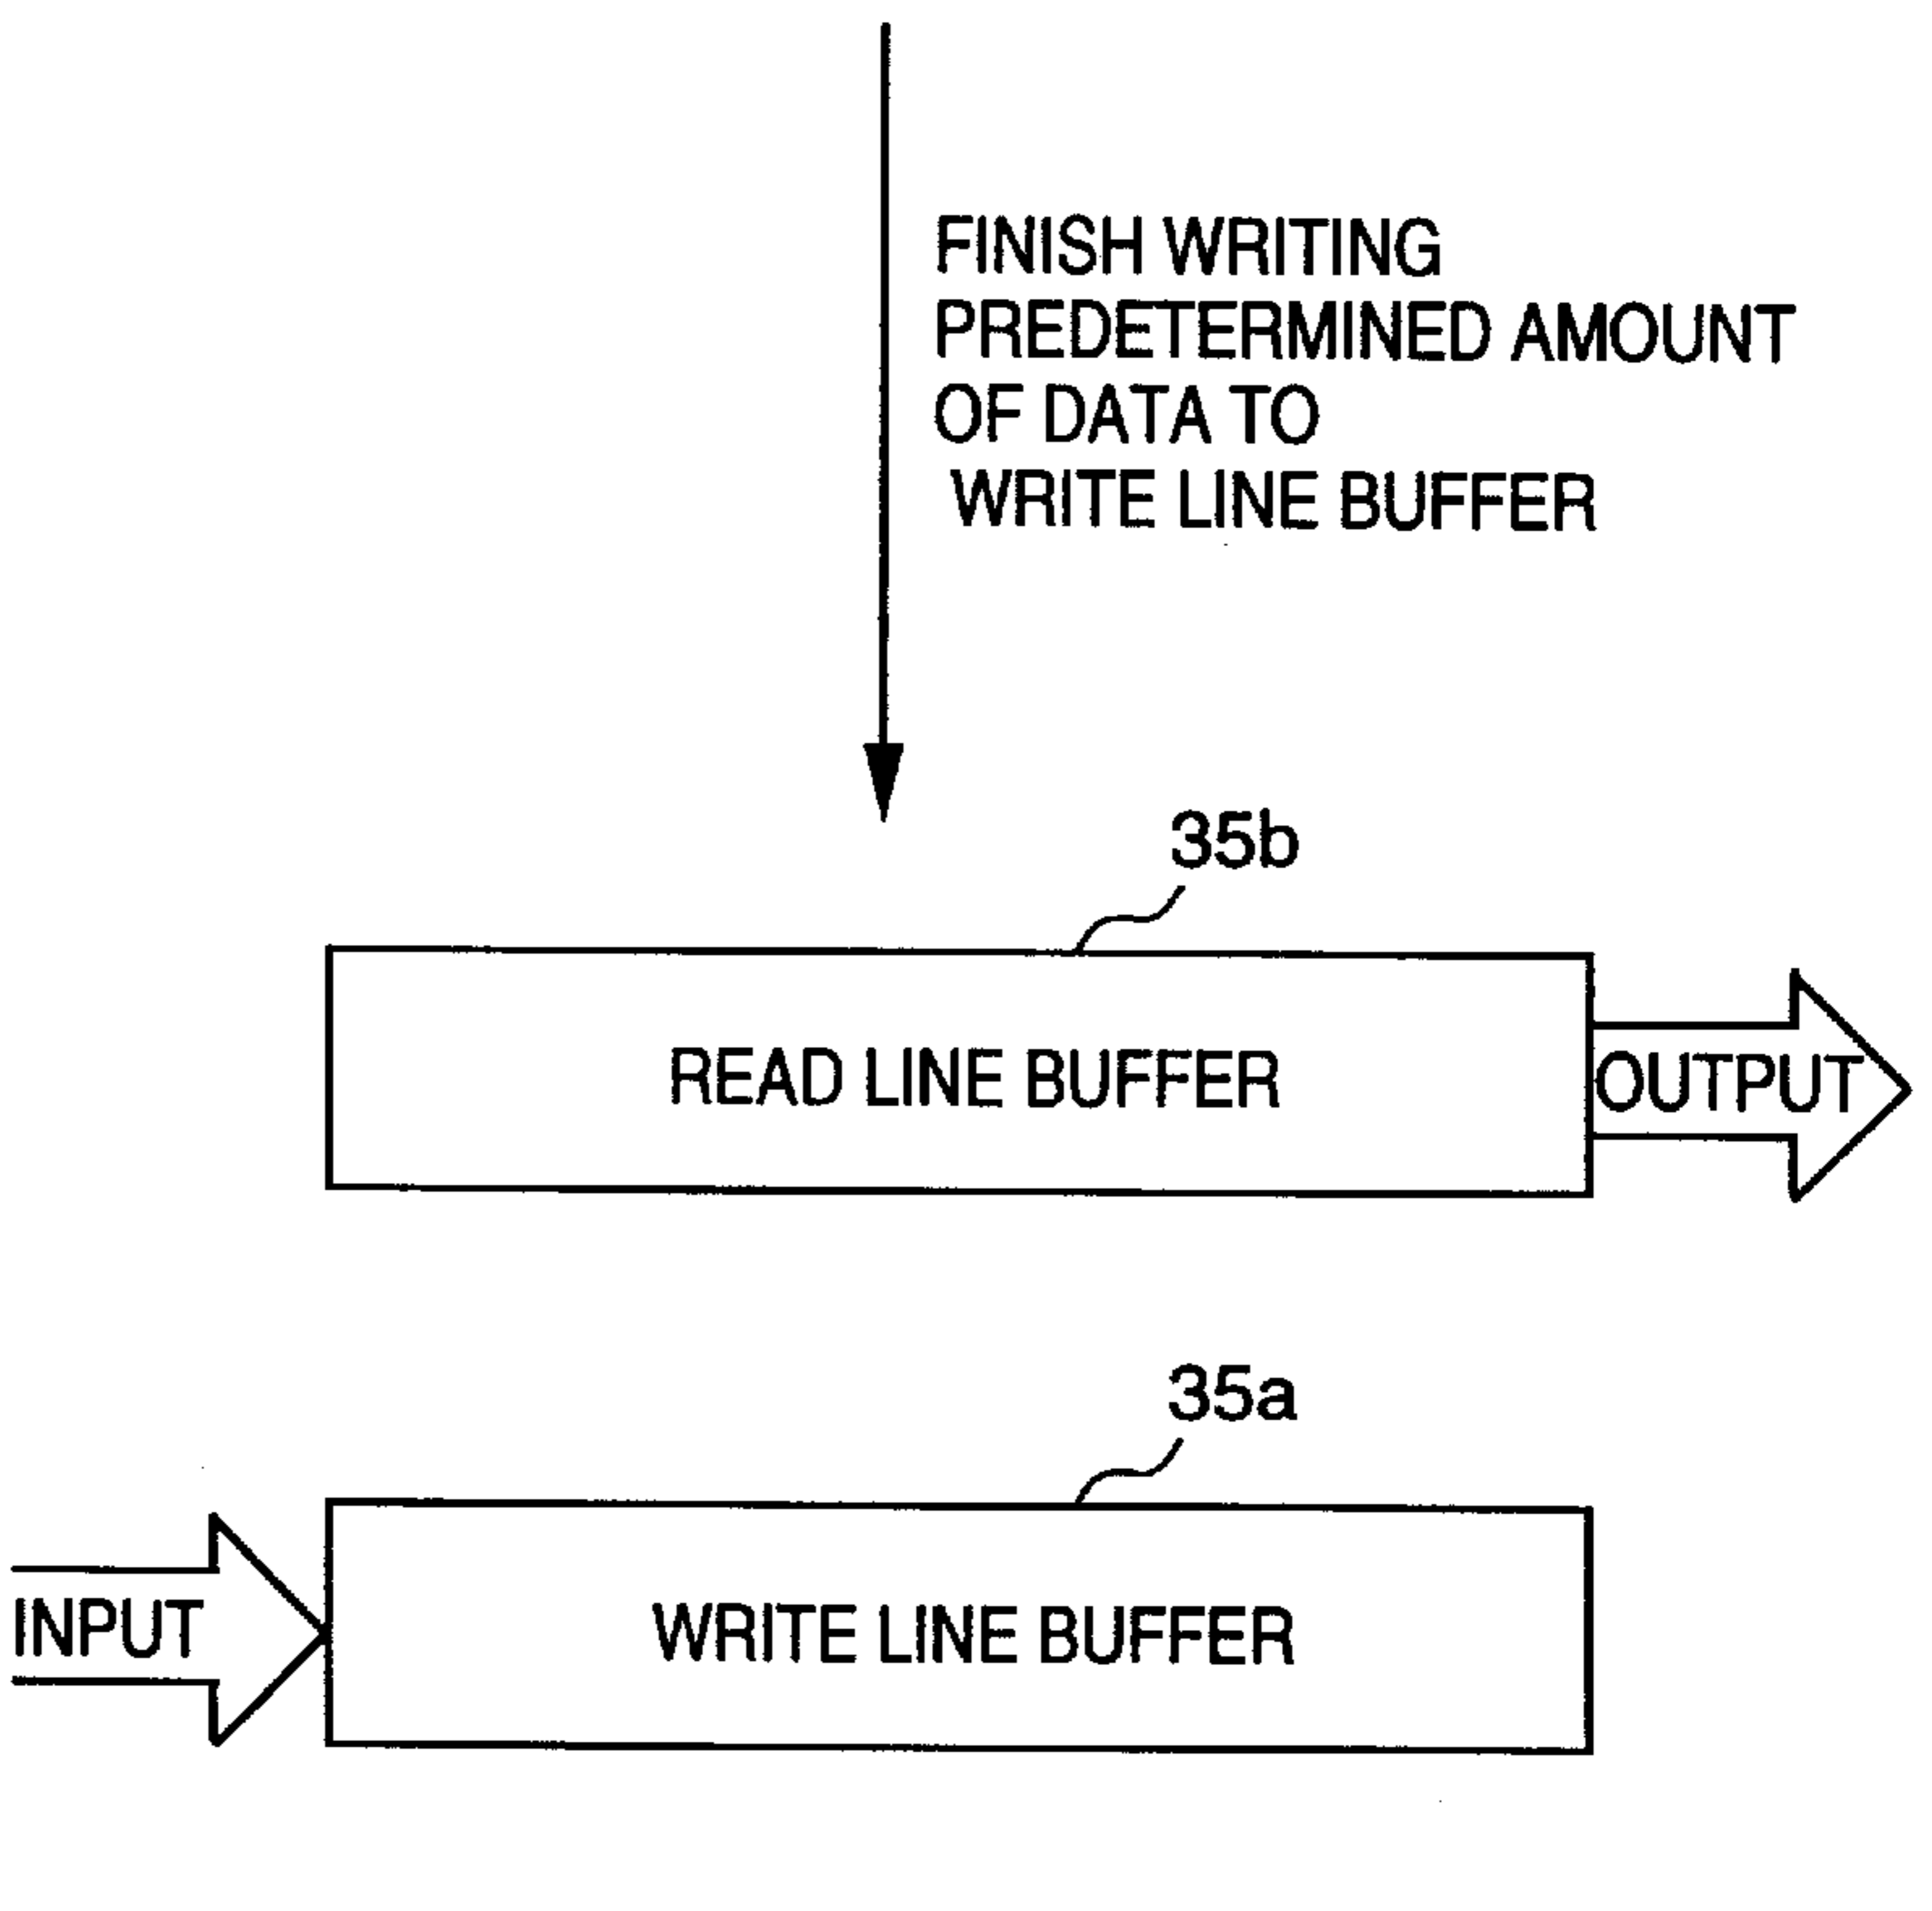 FINISH WRITING
PREDETERMINED AMOUNT
OF DATA TO
WRITE LINE BUFFER
35b
READ LINE BUFFER
OUTPUT
35a
INPUT
WRITE LINE BUFFER